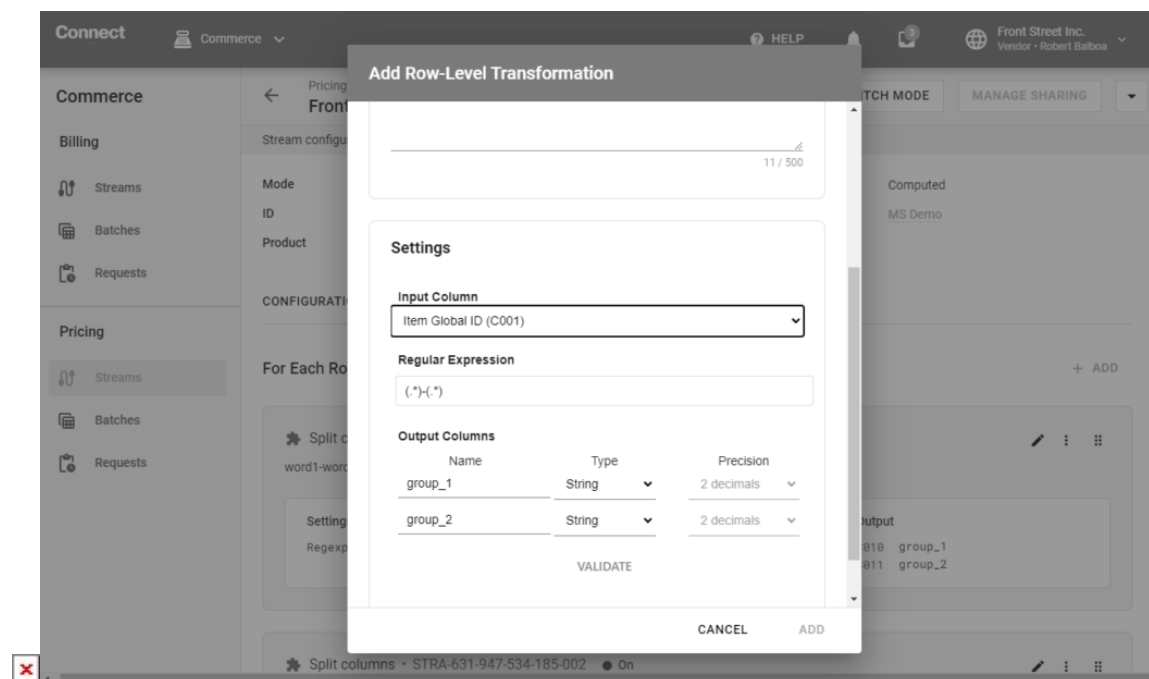 Connect
Commerce
HELP
3
Front Street Inc.
Vendor • Robert Balboa
Commerce
Billing
Streams
Batches
Requests
Pricing
Streams
Batches
Requests
Pricing
Front
TCH MODE
MANAGE SHARING
Stream configu
Mode
Computed
ID
MS Demo
Product
CONFIGURATI
For Each Ro
+ ADD
Split c
word1-word
Setting
Regexp
Output
C010 group_1
C011 group_2
Split columns • STRA-631-947-534-185-002 ● On
Add Row-Level Transformation
11 / 500
Settings
Input Column
Item Global ID (C001)
Regular Expression
(.*)-(.*)
Output Columns
Name Type Precision
group_1 String 2 decimals
group_2 String 2 decimals
VALIDATE
CANCEL ADD